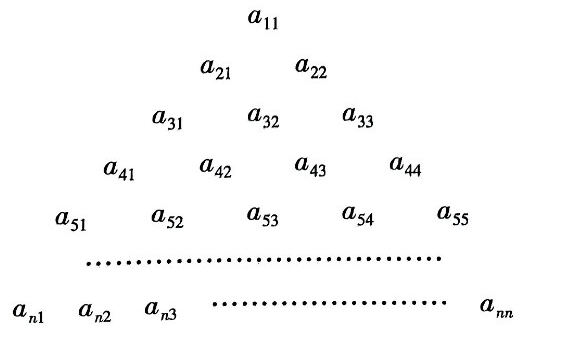 a₁₁
a₂₁ a₂₂
a₃₁ a₃₂ a₃₃
a₄₁ a₄₂ a₄₃ a₄₄
a₅₁ a₅₂ a₅₃ a₅₄ a₅₅
..............................
aₙ₁ aₙ₂ aₙ₃ .................... aₙₙ